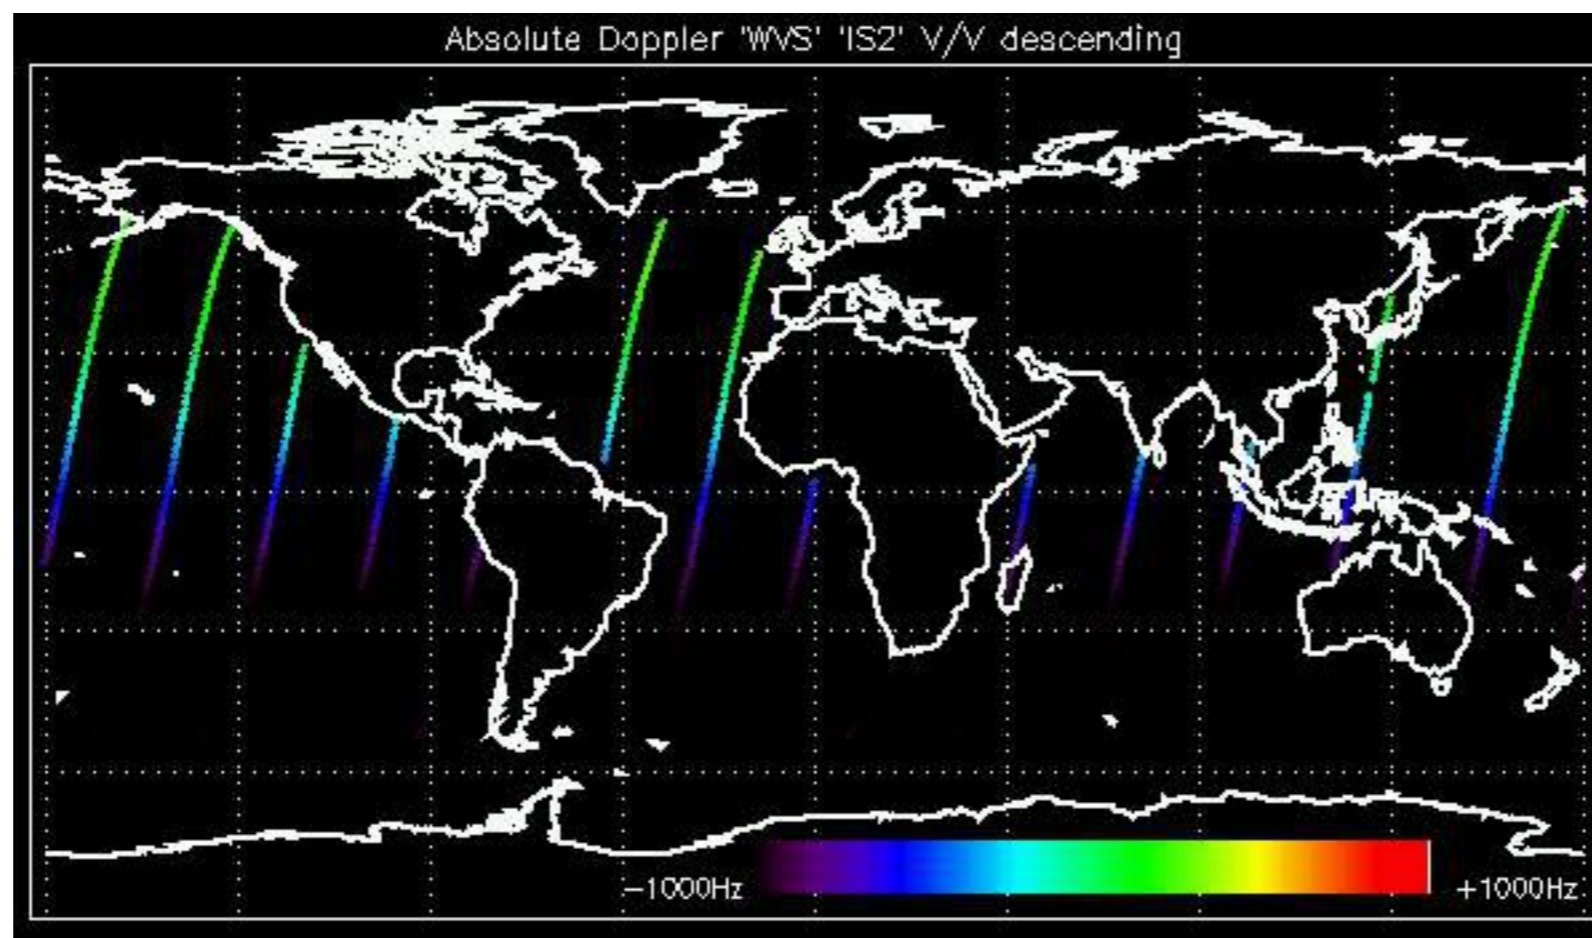 Absolute Doppler 'WVS' 'IS2' V/V descending
−1000Hz +1000Hz